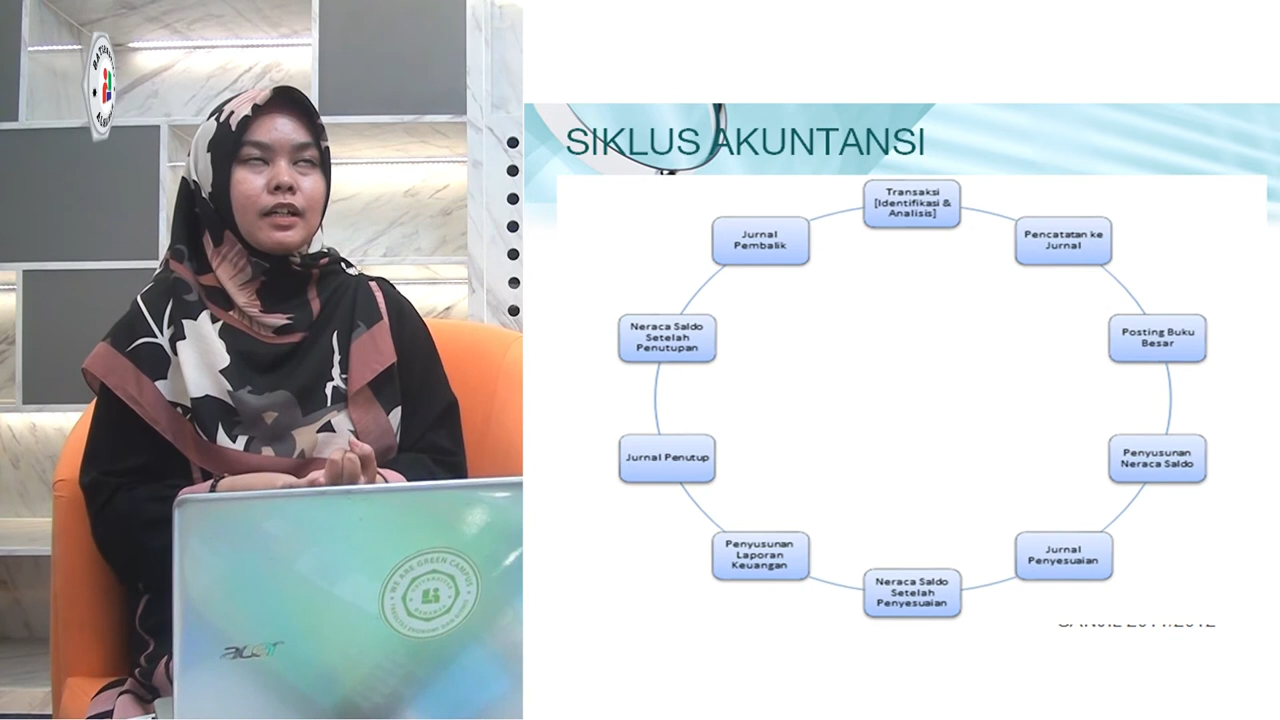 SIKLUS AKUNTANSI
Transaksi
[Identifikasi &
Analisis]
Pencatatan ke
Jurnal
Posting Buku
Besar
Penyusunan
Neraca Saldo
Jurnal
Penyesuaian
Neraca Saldo
Setelah
Penyesuaian
Penyusunan
Laporan
Keuangan
Jurnal Penutup
Neraca Saldo
Setelah
Penutupan
Jurnal
Pembalik
WE ARE GREEN CAMPUS
UNIVERSITAS
acer